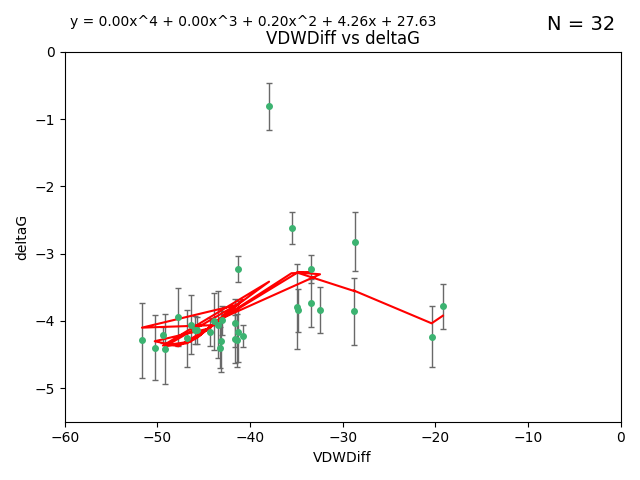 y = 0.00x^4 + 0.00x^3 + 0.20x^2 + 4.26x + 27.63
N = 32
VDWDiff vs deltaG
0
−1
−2
−3
−4
−5
deltaG
−60 −50 −40 −30 −20 −10 0
VDWDiff